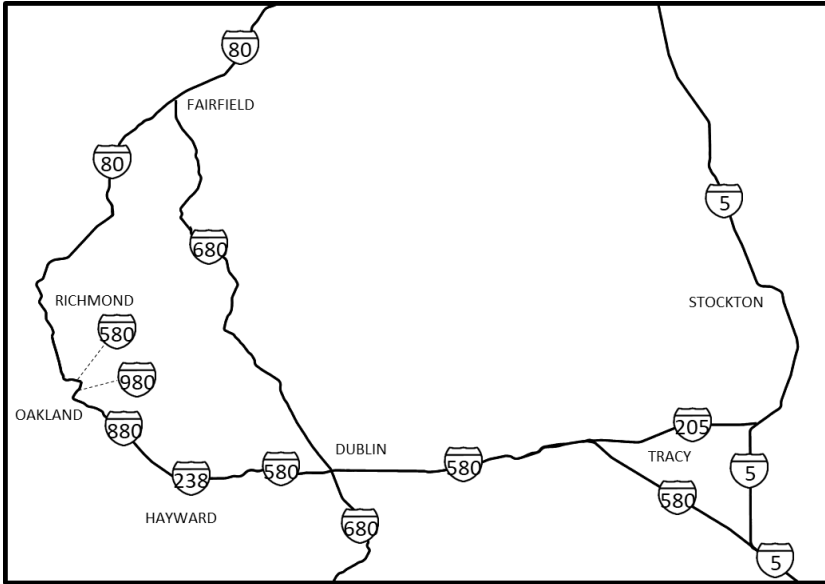 80
FAIRFIELD
80
5
680
RICHMOND
STOCKTON
580
980
OAKLAND
880
205
DUBLIN
580
580
TRACY
238
5
HAYWARD
580
680
5